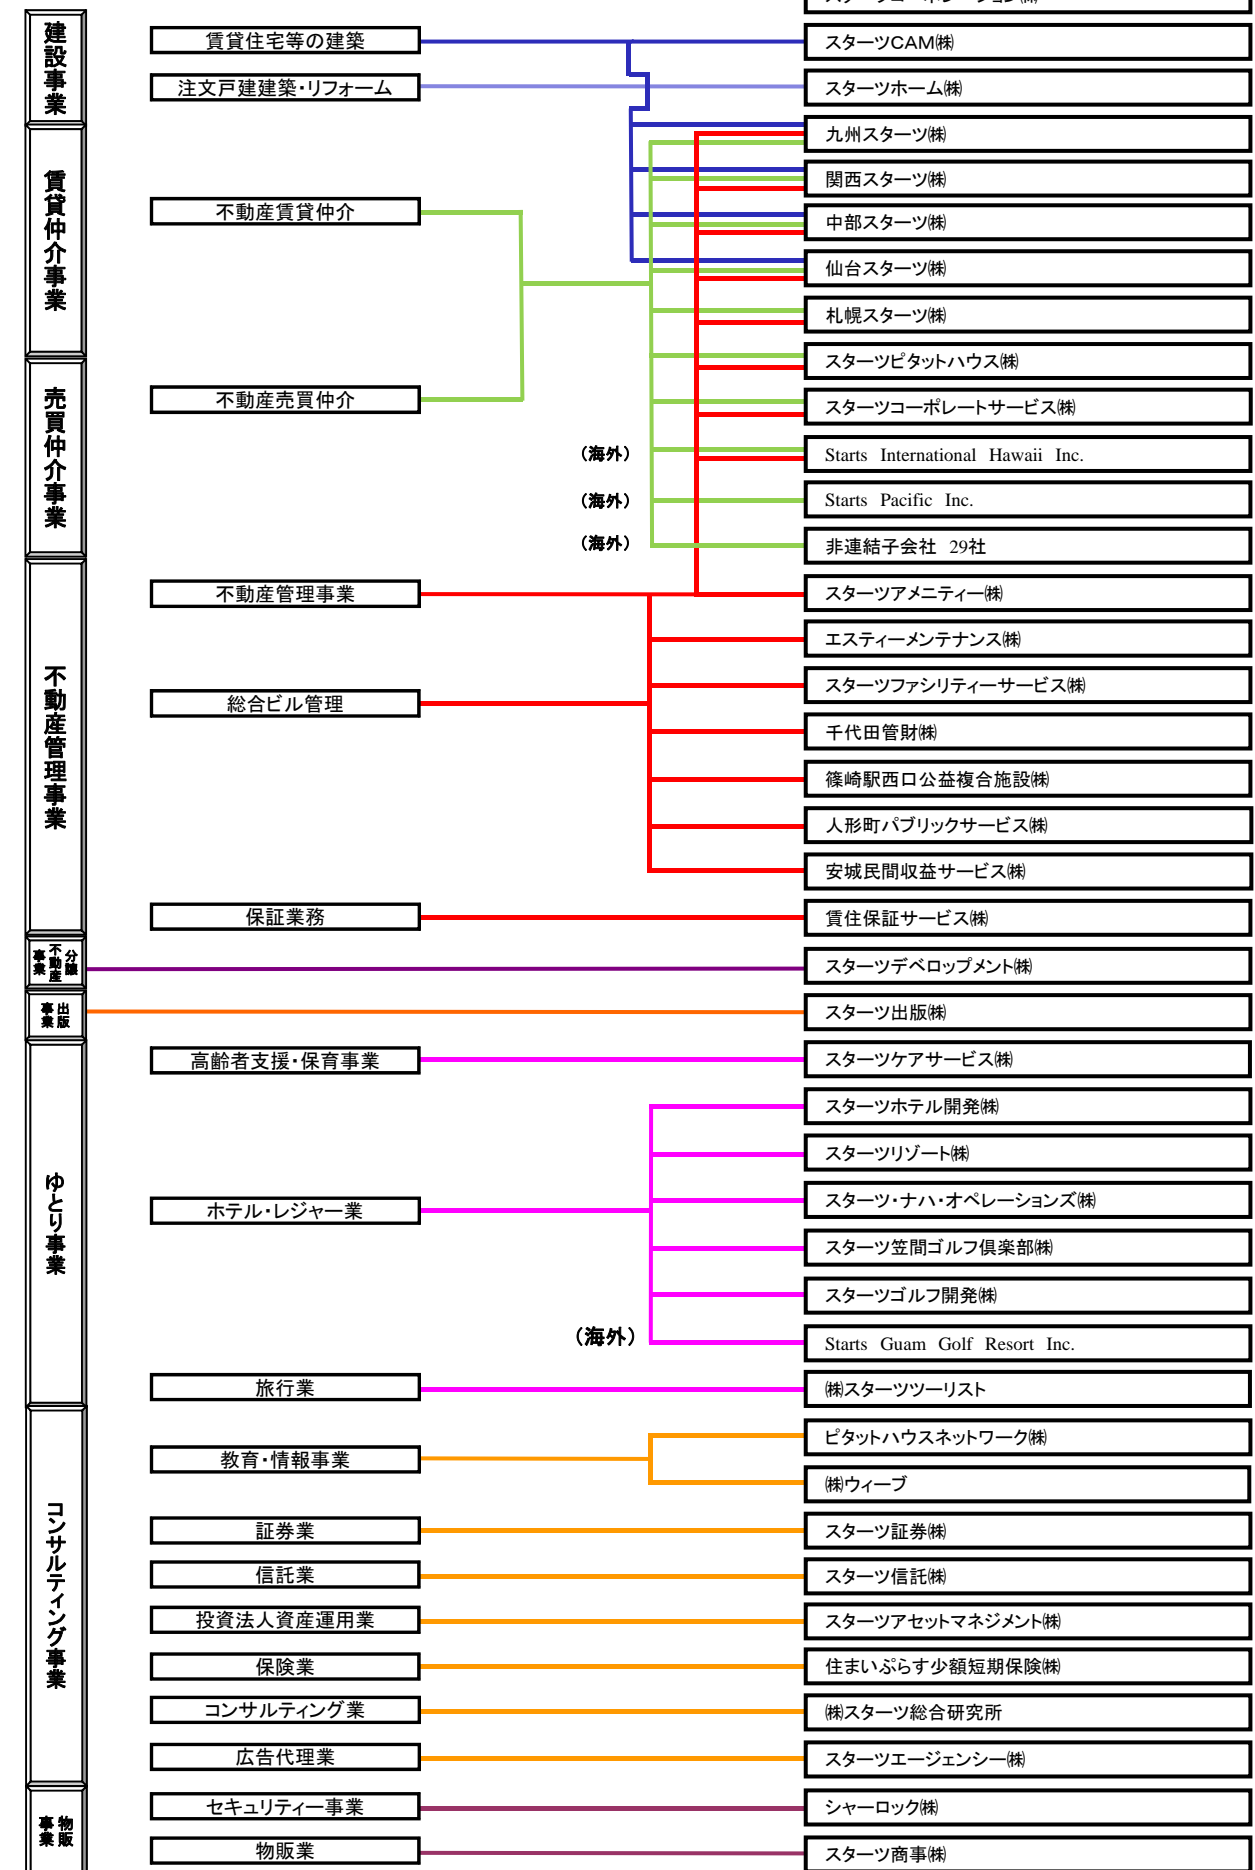 建設事業
賃貸住宅等の建築
スターツCAM㈱
注文戸建建築・リフォーム
スターツホーム㈱
九州スターツ㈱
賃貸仲介事業
関西スターツ㈱
不動産賃貸仲介
中部スターツ㈱
仙台スターツ㈱
札幌スターツ㈱
スターツピタットハウス㈱
売買仲介事業
不動産売買仲介
スターツコーポレートサービス㈱
（海外）
Starts International Hawaii Inc.
（海外）
Starts Pacific Inc.
（海外）
非連結子会社 29社
不動産管理事業
不動産管理事業
スターツアメニティー㈱
エスティーメンテナンス㈱
スターツファシリティーサービス㈱
総合ビル管理
千代田管財㈱
篠崎駅西口公益複合施設㈱
人形町パブリックサービス㈱
安城民間収益サービス㈱
保証業務
賃住保証サービス㈱
分譲
不動産
事業
スターツデベロップメント㈱
出版
事業
スターツ出版㈱
ゆとり事業
高齢者支援・保育事業
スターツケアサービス㈱
スターツホテル開発㈱
スターツリゾート㈱
ホテル・レジャー業
スターツ・ナハ・オペレーションズ㈱
スターツ笠間ゴルフ倶楽部㈱
スターツゴルフ開発㈱
（海外）
Starts Guam Golf Resort Inc.
旅行業
㈱スターツツーリスト
コンサルティング事業
教育・情報事業
ピタットハウスネットワーク㈱
㈱ウィーブ
証券業
スターツ証券㈱
信託業
スターツ信託㈱
投資法人資産運用業
スターツアセットマネジメント㈱
保険業
住まいぷらす少額短期保険㈱
コンサルティング業
㈱スターツ総合研究所
広告代理業
スターツエージェンシー㈱
物販
事業
セキュリティー事業
シャーロック㈱
物販業
スターツ商事㈱